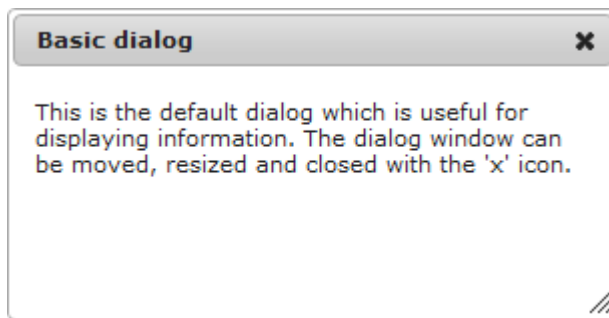 Basic dialog
This is the default dialog which is useful for
displaying information. The dialog window can
be moved, resized and closed with the 'x' icon.